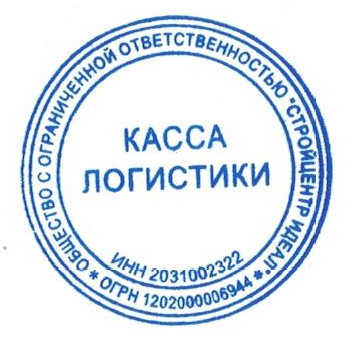 ОБЩЕСТВО С ОГРАНИЧЕННОЙ ОТВЕТСТВЕННОСТЬЮ "СТРОЙЦЕНТР ИДЕАЛ"
КАССА
ЛОГИСТИКИ
ИНН 2031002322
* ОГРН 1202000006944 *